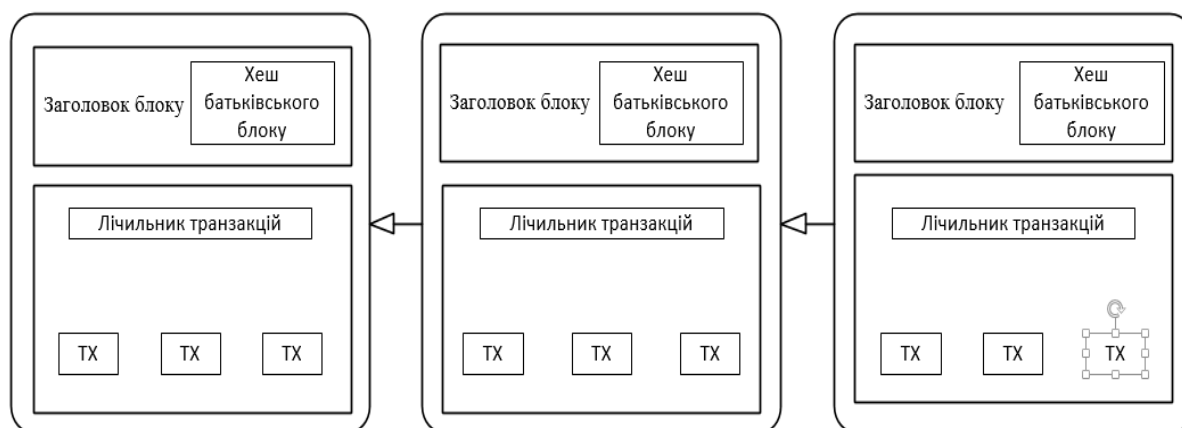 Заголовок блоку
Хеш
батьківського
блоку
Лічильник транзакцій
TX TX TX
Заголовок блоку
Хеш
батьківського
блоку
Лічильник транзакцій
TX TX TX
Заголовок блоку
Хеш
батьківського
блоку
Лічильник транзакцій
TX TX TX